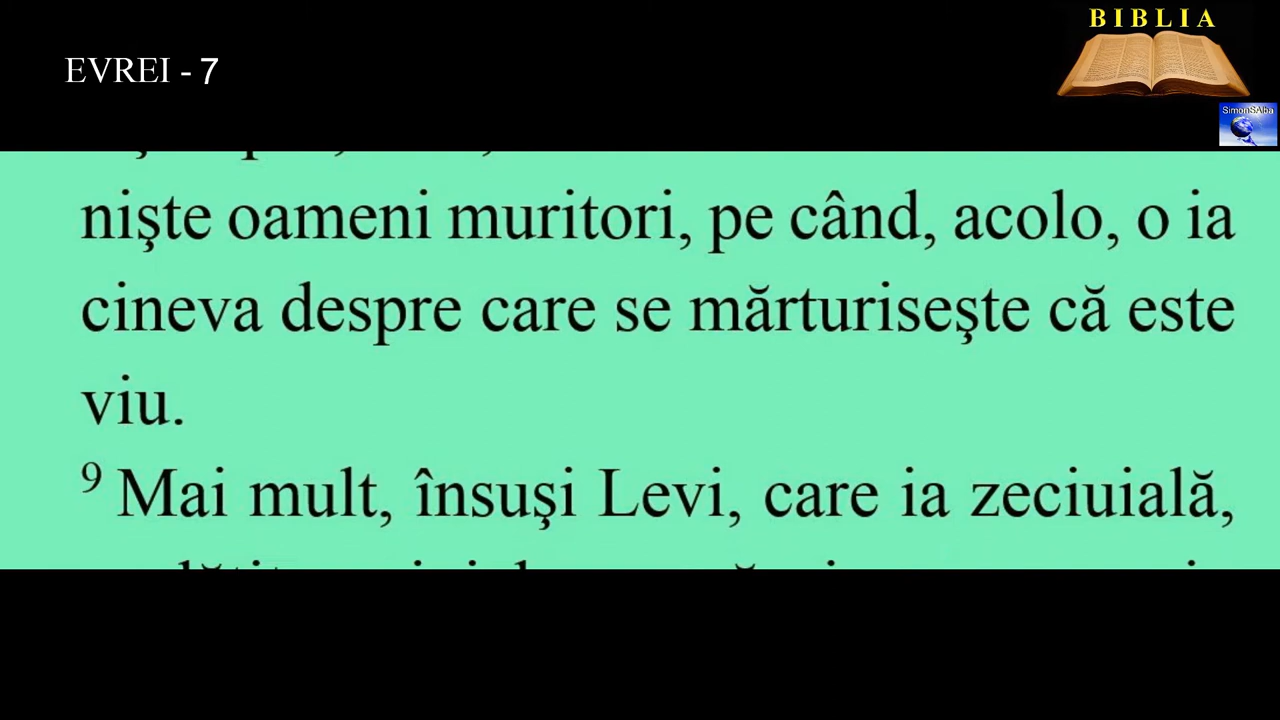 BIBLIA
EVREI - 7
SimonSAlba
nişte oameni muritori, pe când, acolo, o ia
cineva despre care se mărturiseşte că este
viu.
9 Mai mult, însuşi Levi, care ia zeciuială,